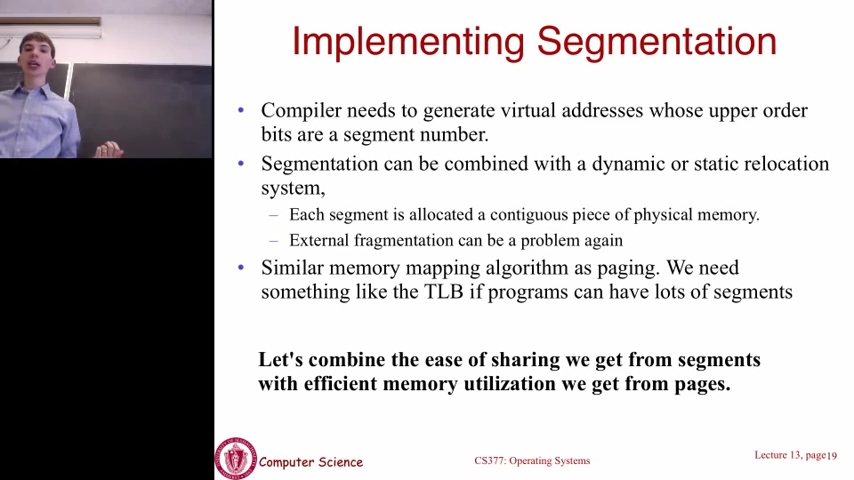 Implementing Segmentation
• Compiler needs to generate virtual addresses whose upper order
bits are a segment number.
• Segmentation can be combined with a dynamic or static relocation
system,
– Each segment is allocated a contiguous piece of physical memory.
– External fragmentation can be a problem again
• Similar memory mapping algorithm as paging. We need
something like the TLB if programs can have lots of segments
Let's combine the ease of sharing we get from segments
with efficient memory utilization we get from pages.
Computer Science
CS377: Operating Systems
Lecture 13, page19